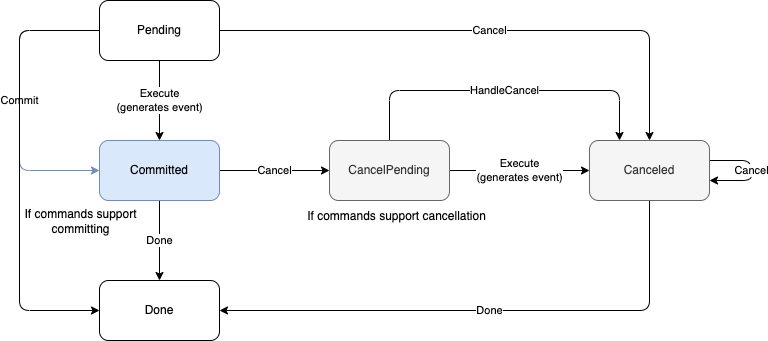 Pending
Cancel
HandleCancel
Execute
(generates event)
Commit
Committed
Cancel
CancelPending
Execute
(generates event)
Canceled
Cancel
If commands support
committing
If commands support cancellation
Done
Done
Done